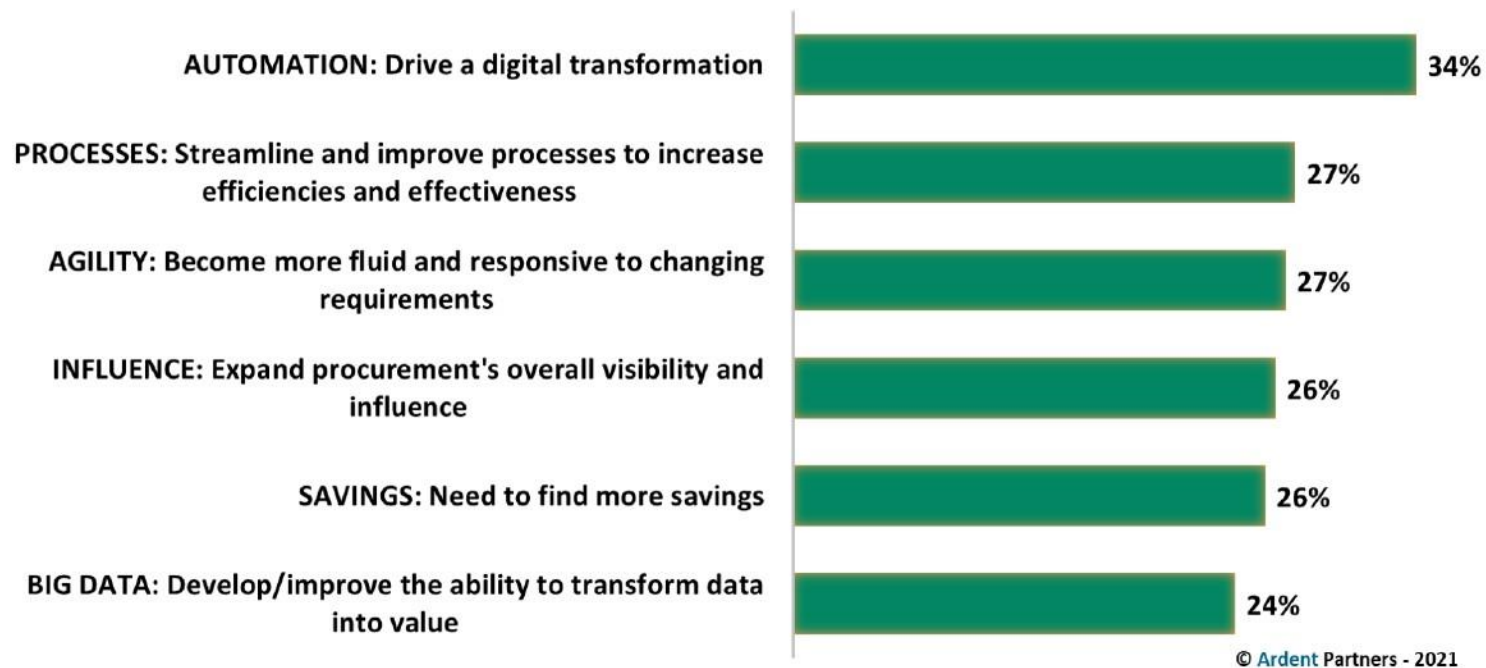 AUTOMATION: Drive a digital transformation
34%
PROCESSES: Streamline and improve processes to increase
efficiencies and effectiveness
27%
AGILITY: Become more fluid and responsive to changing
requirements
27%
INFLUENCE: Expand procurement's overall visibility and
influence
26%
SAVINGS: Need to find more savings
26%
BIG DATA: Develop/improve the ability to transform data
into value
24%
© Ardent Partners - 2021